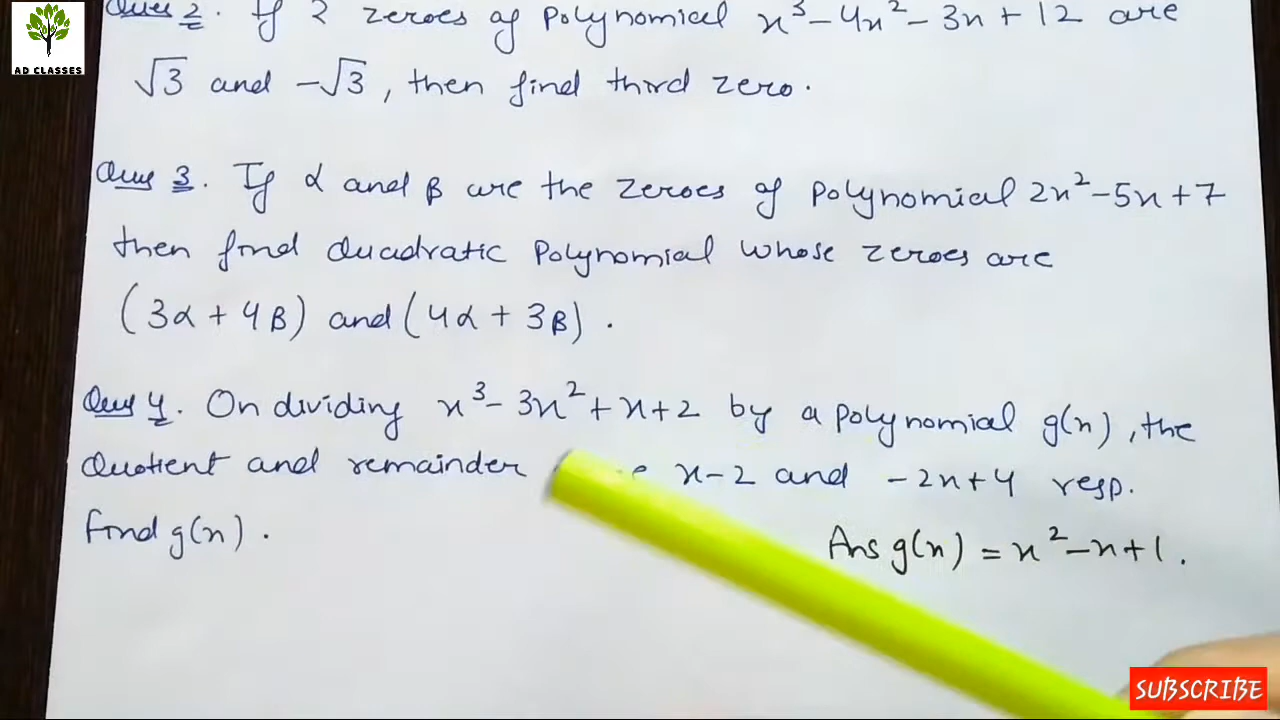 Ques 2. If 2 zeroes of polynomial x³-4x²-3x+12 are
AD CLASSES
√3 and -√3, then find third zero.
Ques 3. If α and β are the zeroes of polynomial 2x²-5x+7
then find quadratic polynomial whose zeroes are
(3α+4β) and (4α+3β).
Ques 4. On dividing x³-3x²+x+2 by a polynomial g(x), the
Quotient and remainder x-2 and -2x+4 resp.
Find g(x).
Ans g(x) = x²-x+1.
SUBSCRIBE